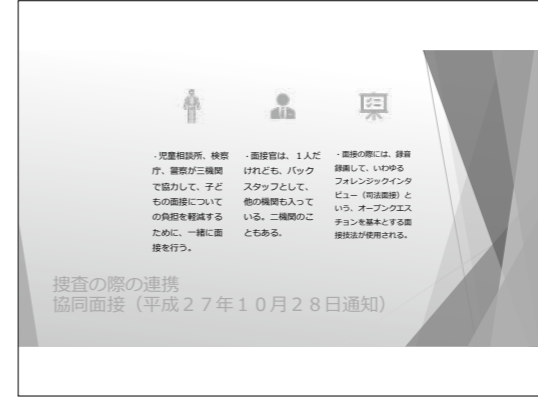 ・児童相談所、検察
庁、警察が三機関
で協力して、子ど
もの面接について
の負担を軽減する
ために、一緒に面
接を行う。
・面接官は、１人だ
けれども、バック
スタッフとして、
他の機関も入って
いる。二機関のこ
ともある。
・面接の際には、録音
録画して、いわゆる
フォレンジックインタ
ビュー（司法面接）と
いう、オープンクエス
チョンを基本とする面
接技法が使用される。
捜査の際の連携
協同面接（平成２７年１０月２８日通知）